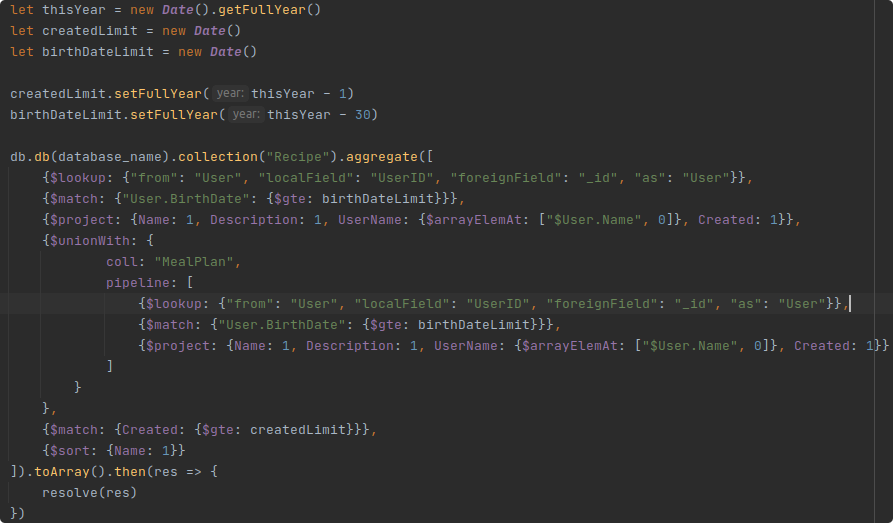 let thisYear = new Date().getFullYear()
let createdLimit = new Date()
let birthDateLimit = new Date()

createdLimit.setFullYear( year: thisYear - 1)
birthDateLimit.setFullYear( year: thisYear - 30)

db.db(database_name).collection("Recipe").aggregate([
    {$lookup: {"from": "User", "localField": "UserID", "foreignField": "_id", "as": "User"}},
    {$match: {"User.BirthDate": {$gte: birthDateLimit}}},
    {$project: {Name: 1, Description: 1, UserName: {$arrayElemAt: ["$User.Name", 0]}, Created: 1}},
    {$unionWith: {
            coll: "MealPlan",
            pipeline: [
                {$lookup: {"from": "User", "localField": "UserID", "foreignField": "_id", "as": "User"}},
                {$match: {"User.BirthDate": {$gte: birthDateLimit}}},
                {$project: {Name: 1, Description: 1, UserName: {$arrayElemAt: ["$User.Name", 0]}, Created: 1}}
            ]
        }
    },
    {$match: {Created: {$gte: createdLimit}}},
    {$sort: {Name: 1}}
]).toArray().then(res => {
    resolve(res)
})